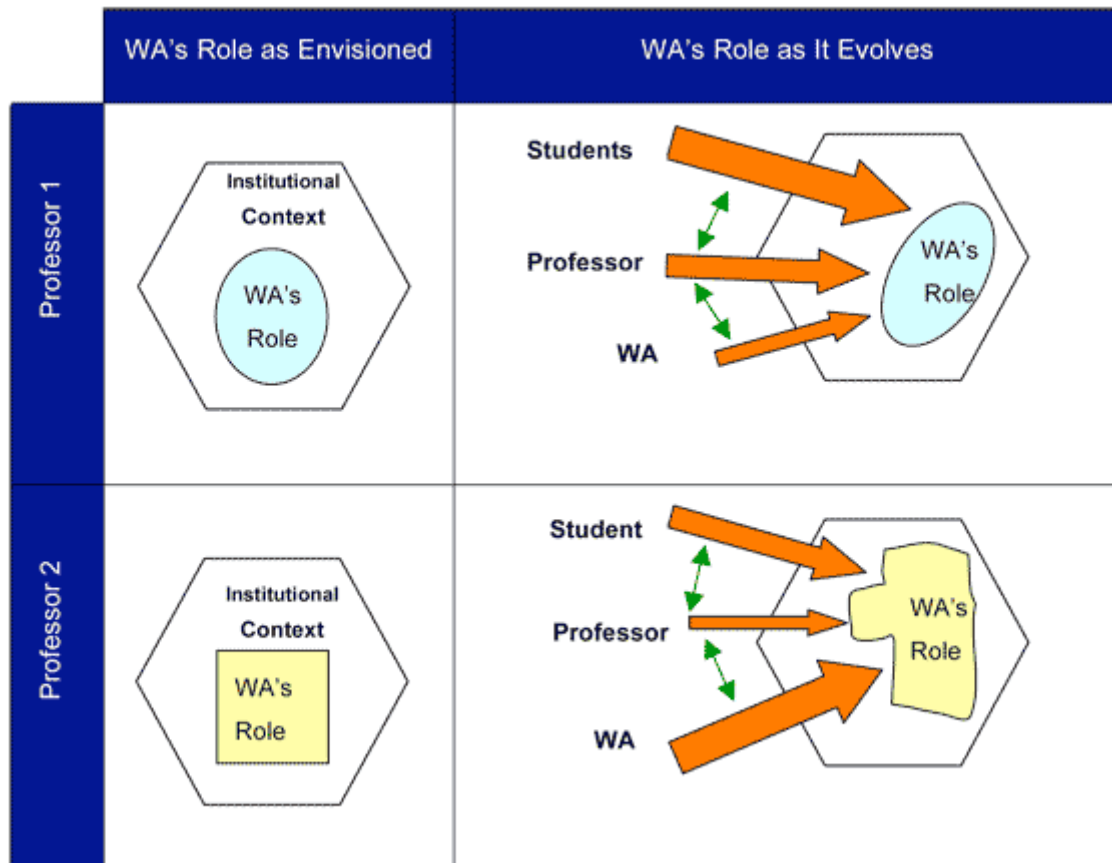 WA's Role as Envisioned
WA's Role as It Evolves
Professor 1
Institutional
Context
WA's
Role
Students
Professor
WA
WA's
Role
Professor 2
Institutional
Context
WA's
Role
Student
Professor
WA
WA's
Role